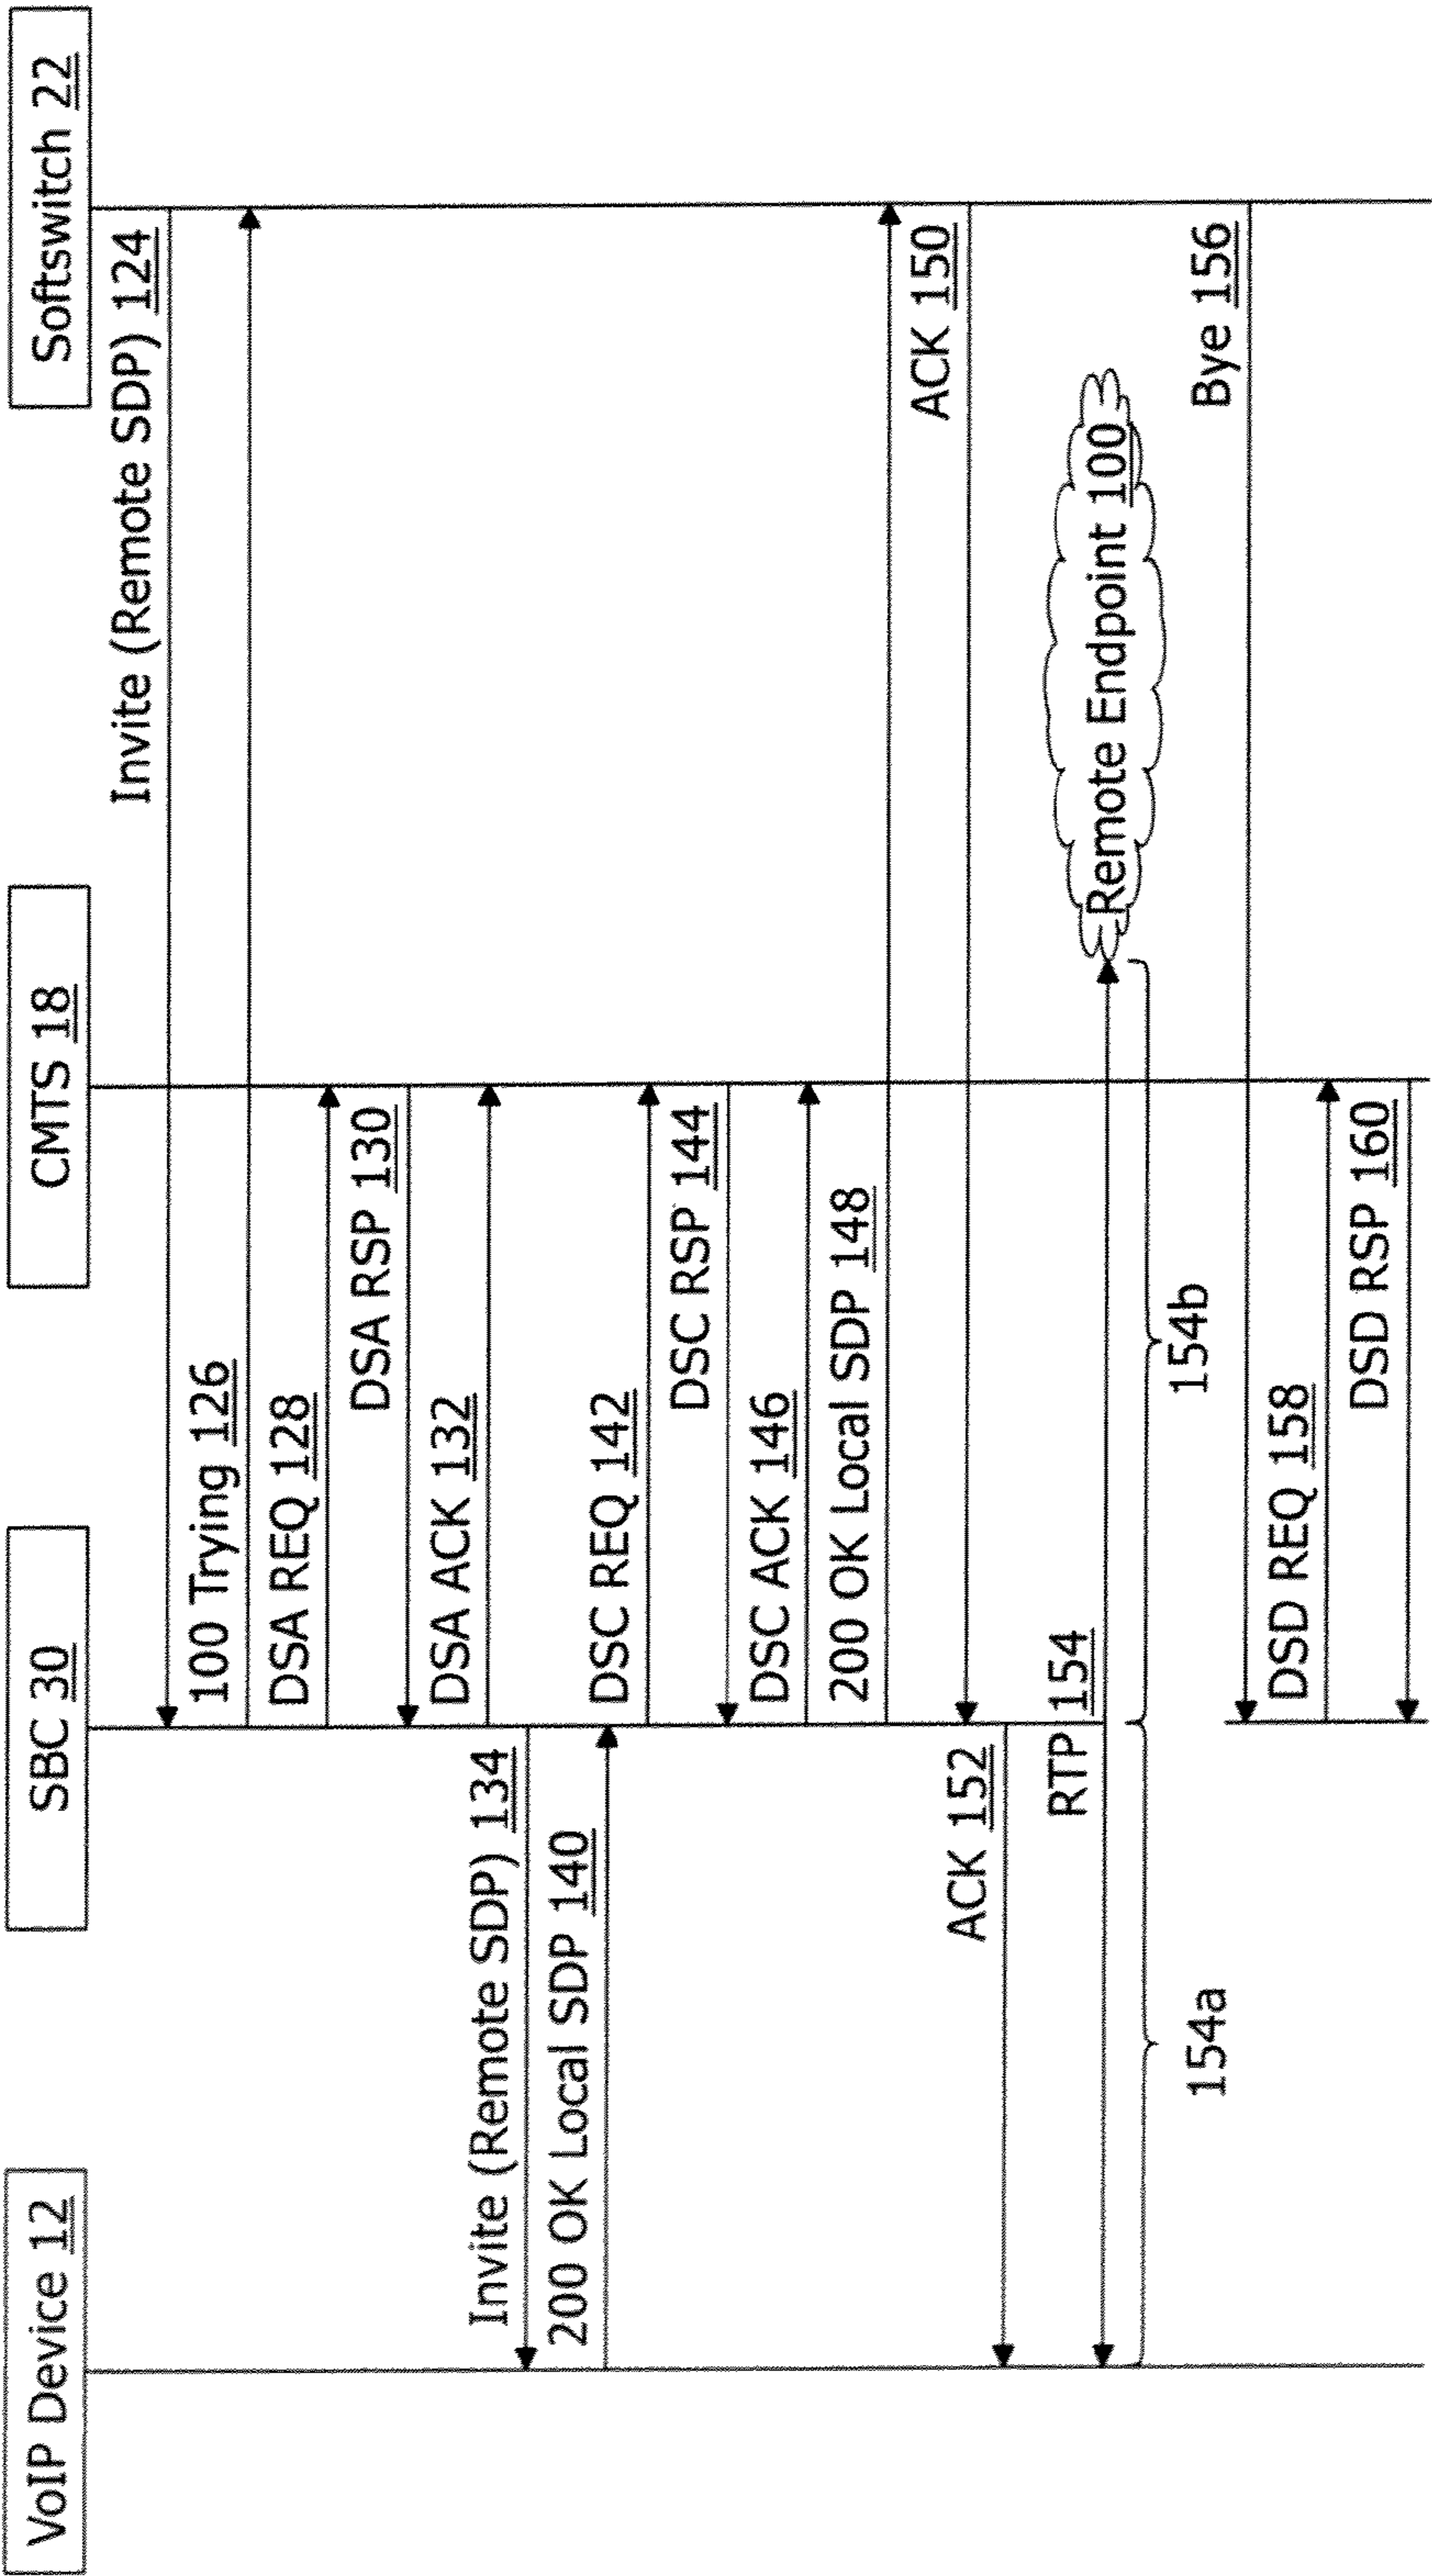 VoIP Device 12
SBC 30
CMTS 18
Softswitch 22
Invite (Remote SDP) 124
100 Trying 126
DSA REQ 128
DSA RSP 130
DSA ACK 132
Invite (Remote SDP) 134
200 OK Local SDP 140
DSC REQ 142
DSC RSP 144
DSC ACK 146
200 OK Local SDP 148
ACK 150
ACK 152
RTP 154
Remote Endpoint 100
154a
154b
Bye 156
DSD REQ 158
DSD RSP 160